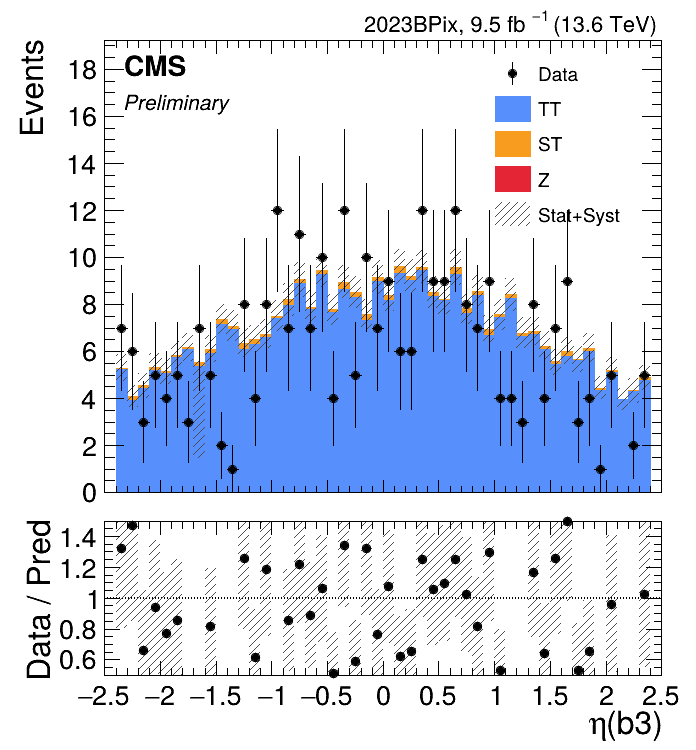 2023BPix, 9.5 fb⁻¹ (13.6 TeV)
CMS
Preliminary
Data
TT
ST
Z
Stat+Syst
Events
18
16
14
12
10
8
6
4
2
0
Data / Pred
1.4
1.2
1
0.8
0.6
−2.5 −2 −1.5 −1 −0.5 0 0.5 1 1.5 2 2.5
η(b3)